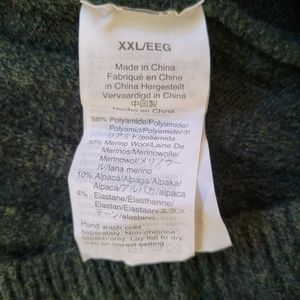 XXL/EEG
Made in China
Fabriqué en Chine
in China Hergestellt
Vervaardigd in China
中国製
Hecho en China
56% Polyamide/Polyamide/
Polyamid/Polyamide/ポ
リアミド/poliamida
30% Merino Wool/Laine De
Merinos/Merinowolle/
Merinowol/メリノウー
ル/lana merino
10% Alpaca/Alpaga/Alpaka/
Alpaca/アルパカ/alpaca
4% Elastane/Élasthanne/
Elastan/Elastaan/エラス
テーン/elastano
Hand wash cold
separately. Non-chlorine.
bleach only. Lay flat to dry.
Iron on lowest setting.